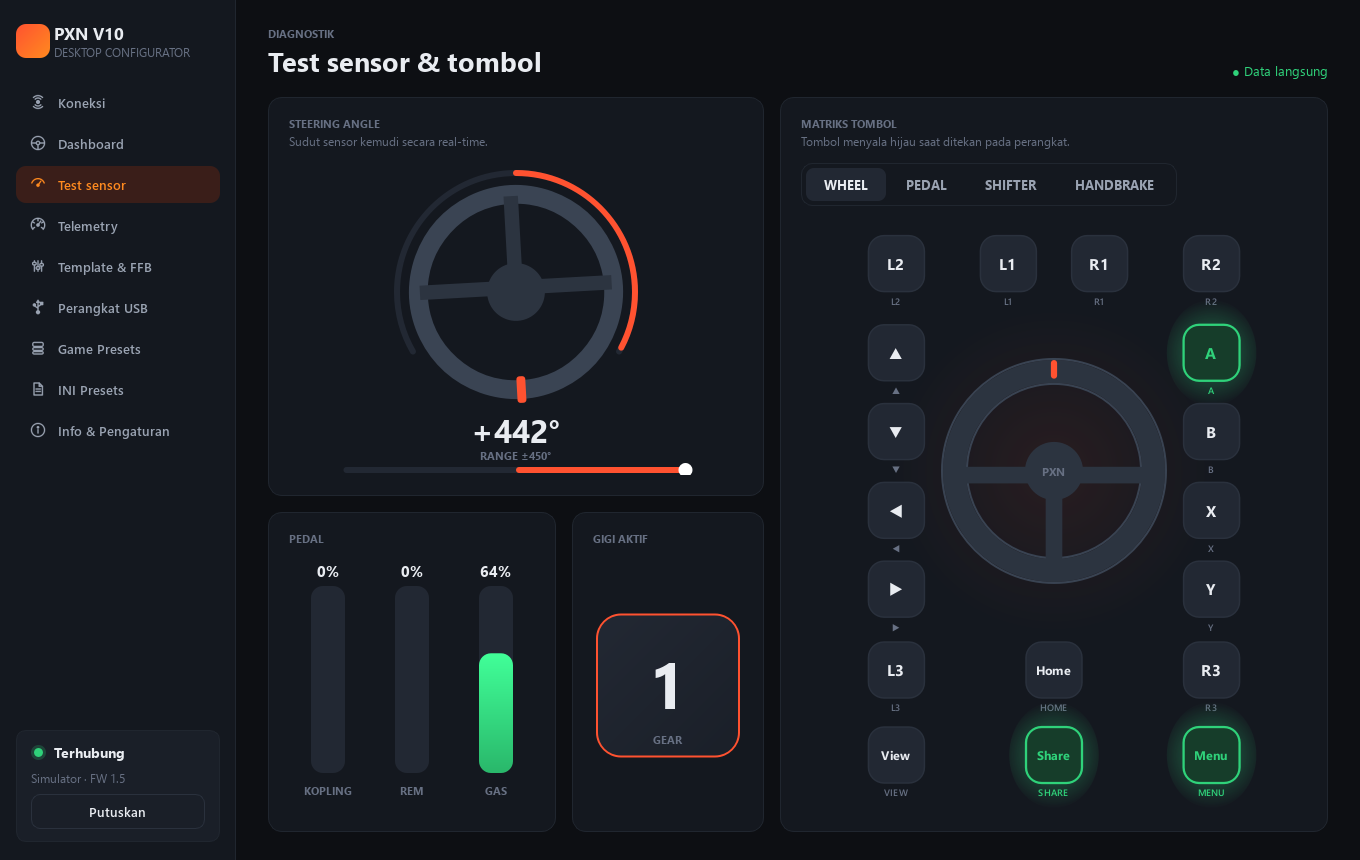 PXN V10
DESKTOP CONFIGURATOR
Koneksi
Dashboard
Test sensor
Telemetry
Template & FFB
Perangkat USB
Game Presets
INI Presets
Info & Pengaturan
Terhubung
Simulator · FW 1.5
Putuskan
DIAGNOSTIK
Test sensor & tombol
● Data langsung
STEERING ANGLE
Sudut sensor kemudi secara real-time.
+442°
RANGE ±450°
PEDAL
0% 0% 64%
KOPLING REM GAS
GIGI AKTIF
1
GEAR
MATRIKS TOMBOL
Tombol menyala hijau saat ditekan pada perangkat.
WHEEL PEDAL SHIFTER HANDBRAKE
L2 L1 R1 R2
L2 L1 R1 R2
▲ A
▲ A
▼ B
▼ B
PXN
◀ X
◀ X
▶ Y
▶ Y
L3 Home R3
L3 HOME R3
View Share Menu
VIEW SHARE MENU